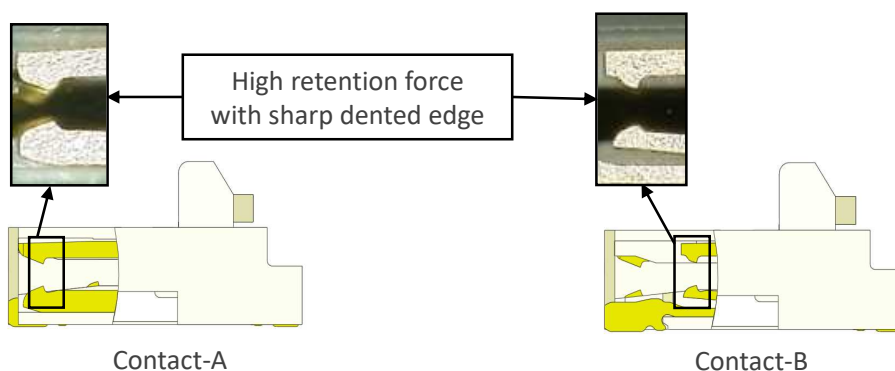 High retention force
with sharp dented edge
Contact-A
Contact-B